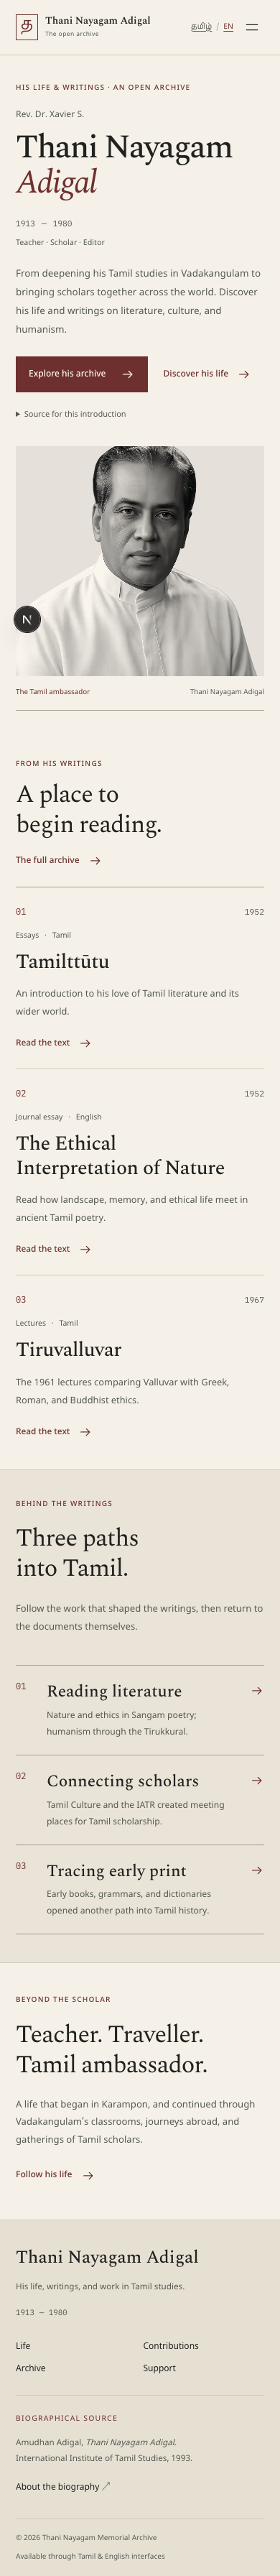 த
Thani Nayagam Adigal
The open archive
தமிழ் / EN
HIS LIFE & WRITINGS · AN OPEN ARCHIVE
Rev. Dr. Xavier S.
Thani Nayagam
Adigal
1913 — 1980
Teacher · Scholar · Editor
From deepening his Tamil studies in Vadakangulam to
bringing scholars together across the world. Discover
his life and writings on literature, culture, and
humanism.
Explore his archive →
Discover his life →
▶ Source for this introduction
N
The Tamil ambassador
Thani Nayagam Adigal
FROM HIS WRITINGS
A place to
begin reading.
The full archive →
01
1952
Essays · Tamil
Tamilttūtu
An introduction to his love of Tamil literature and its
wider world.
Read the text →
02
1952
Journal essay · English
The Ethical
Interpretation of Nature
Read how landscape, memory, and ethical life meet in
ancient Tamil poetry.
Read the text →
03
1967
Lectures · Tamil
Tiruvalluvar
The 1961 lectures comparing Valluvar with Greek,
Roman, and Buddhist ethics.
Read the text →
BEHIND THE WRITINGS
Three paths
into Tamil.
Follow the work that shaped the writings, then return to
the documents themselves.
01
Reading literature →
Nature and ethics in Sangam poetry;
humanism through the Tirukkural.
02
Connecting scholars →
Tamil Culture and the IATR created meeting
places for Tamil scholarship.
03
Tracing early print →
Early books, grammars, and dictionaries
opened another path into Tamil history.
BEYOND THE SCHOLAR
Teacher. Traveller.
Tamil ambassador.
A life that began in Karampon, and continued through
Vadakangulam's classrooms, journeys abroad, and
gatherings of Tamil scholars.
Follow his life →
Thani Nayagam Adigal
His life, writings, and work in Tamil studies.
1913 — 1980
Life
Contributions
Archive
Support
BIOGRAPHICAL SOURCE
Amudhan Adigal, Thani Nayagam Adigal.
International Institute of Tamil Studies, 1993.
About the biography ↗
© 2026 Thani Nayagam Memorial Archive
Available through Tamil & English interfaces